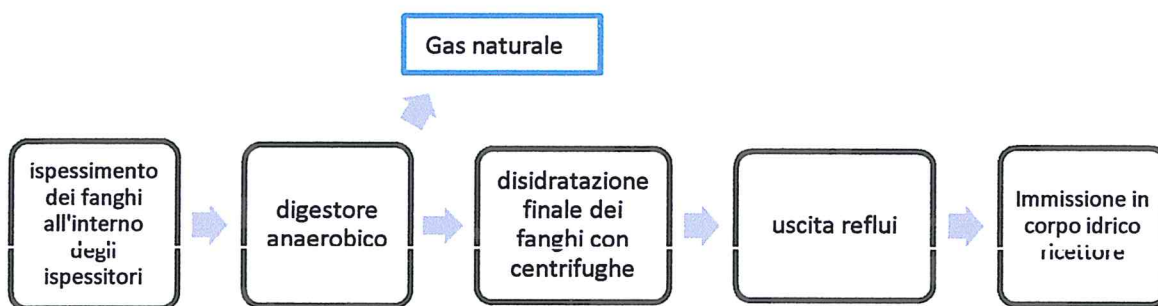 Gas naturale
ispessimento
dei fanghi
all'interno
degli
ispessitori
digestore
anaerobico
disidratazione
finale dei
fanghi con
centrifughe
uscita reflui
Immissione in
corpo idrico
ricettore